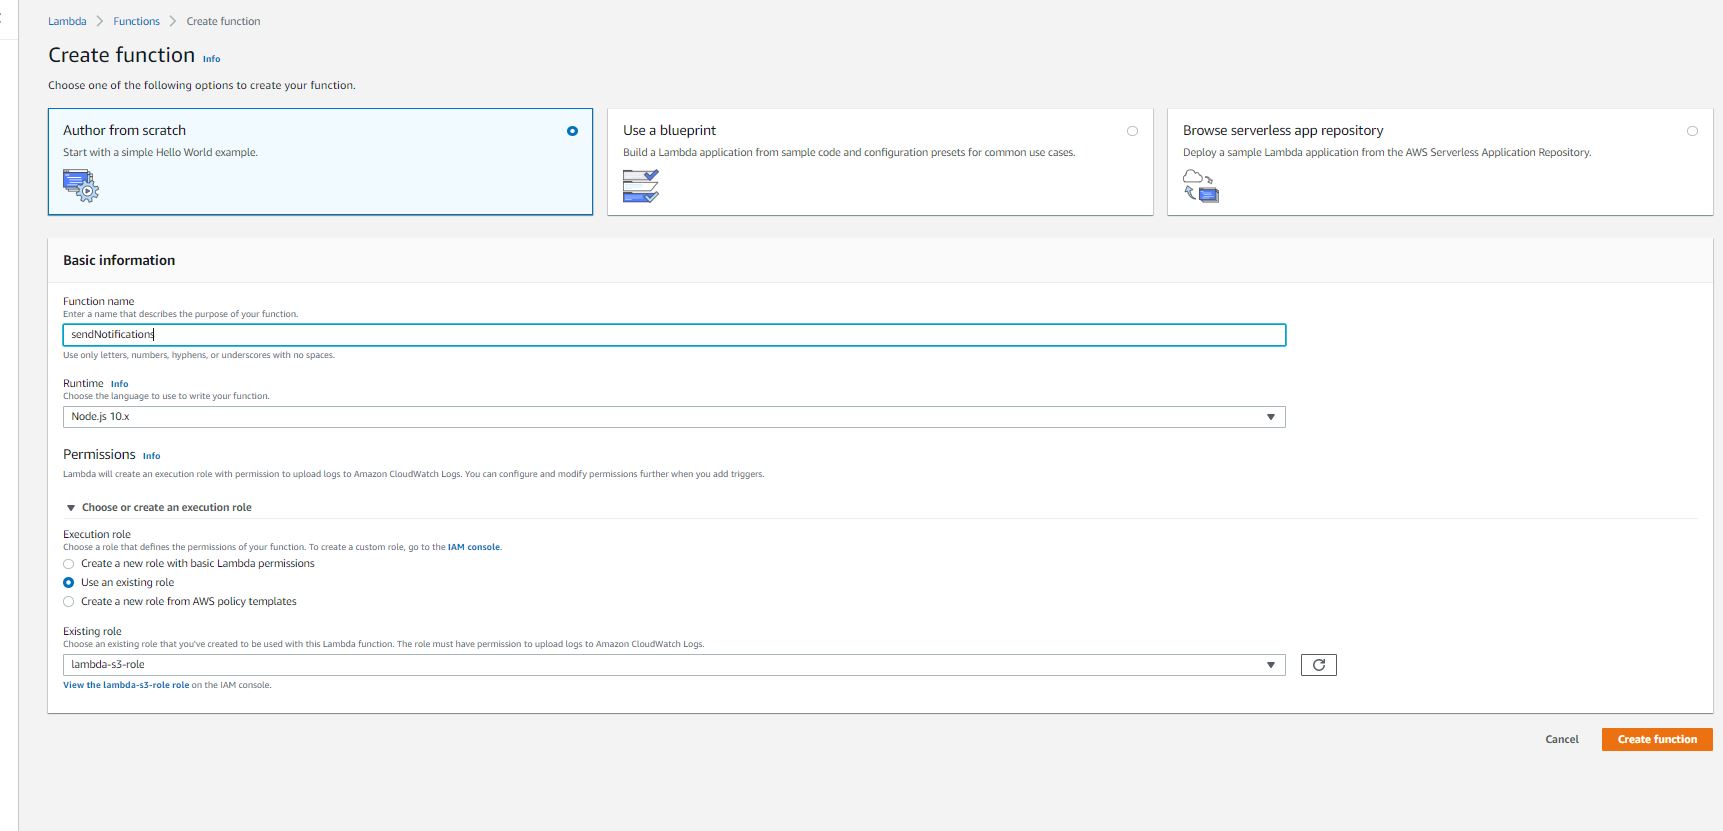 Lambda > Functions > Create function
Create function Info
Choose one of the following options to create your function.
Author from scratch
Start with a simple Hello World example.
Use a blueprint
Build a Lambda application from sample code and configuration presets for common use cases.
Browse serverless app repository
Deploy a sample Lambda application from the AWS Serverless Application Repository.
Basic information
Function name
Enter a name that describes the purpose of your function.
sendNotifications
Use only letters, numbers, hyphens, or underscores with no spaces.
Runtime Info
Choose the language to use to write your function.
Node.js 10.x
Permissions Info
Lambda will create an execution role with permission to upload logs to Amazon CloudWatch Logs. You can configure and modify permissions further when you add triggers.
Choose or create an execution role
Execution role
Choose a role that defines the permissions of your function. To create a custom role, go to the IAM console.
Create a new role with basic Lambda permissions
Use an existing role
Create a new role from AWS policy templates
Existing role
Choose an existing role that you've created to be used with this Lambda function. The role must have permission to upload logs to Amazon CloudWatch Logs.
lambda-s3-role
View the lambda-s3-role role on the IAM console.
Cancel
Create function